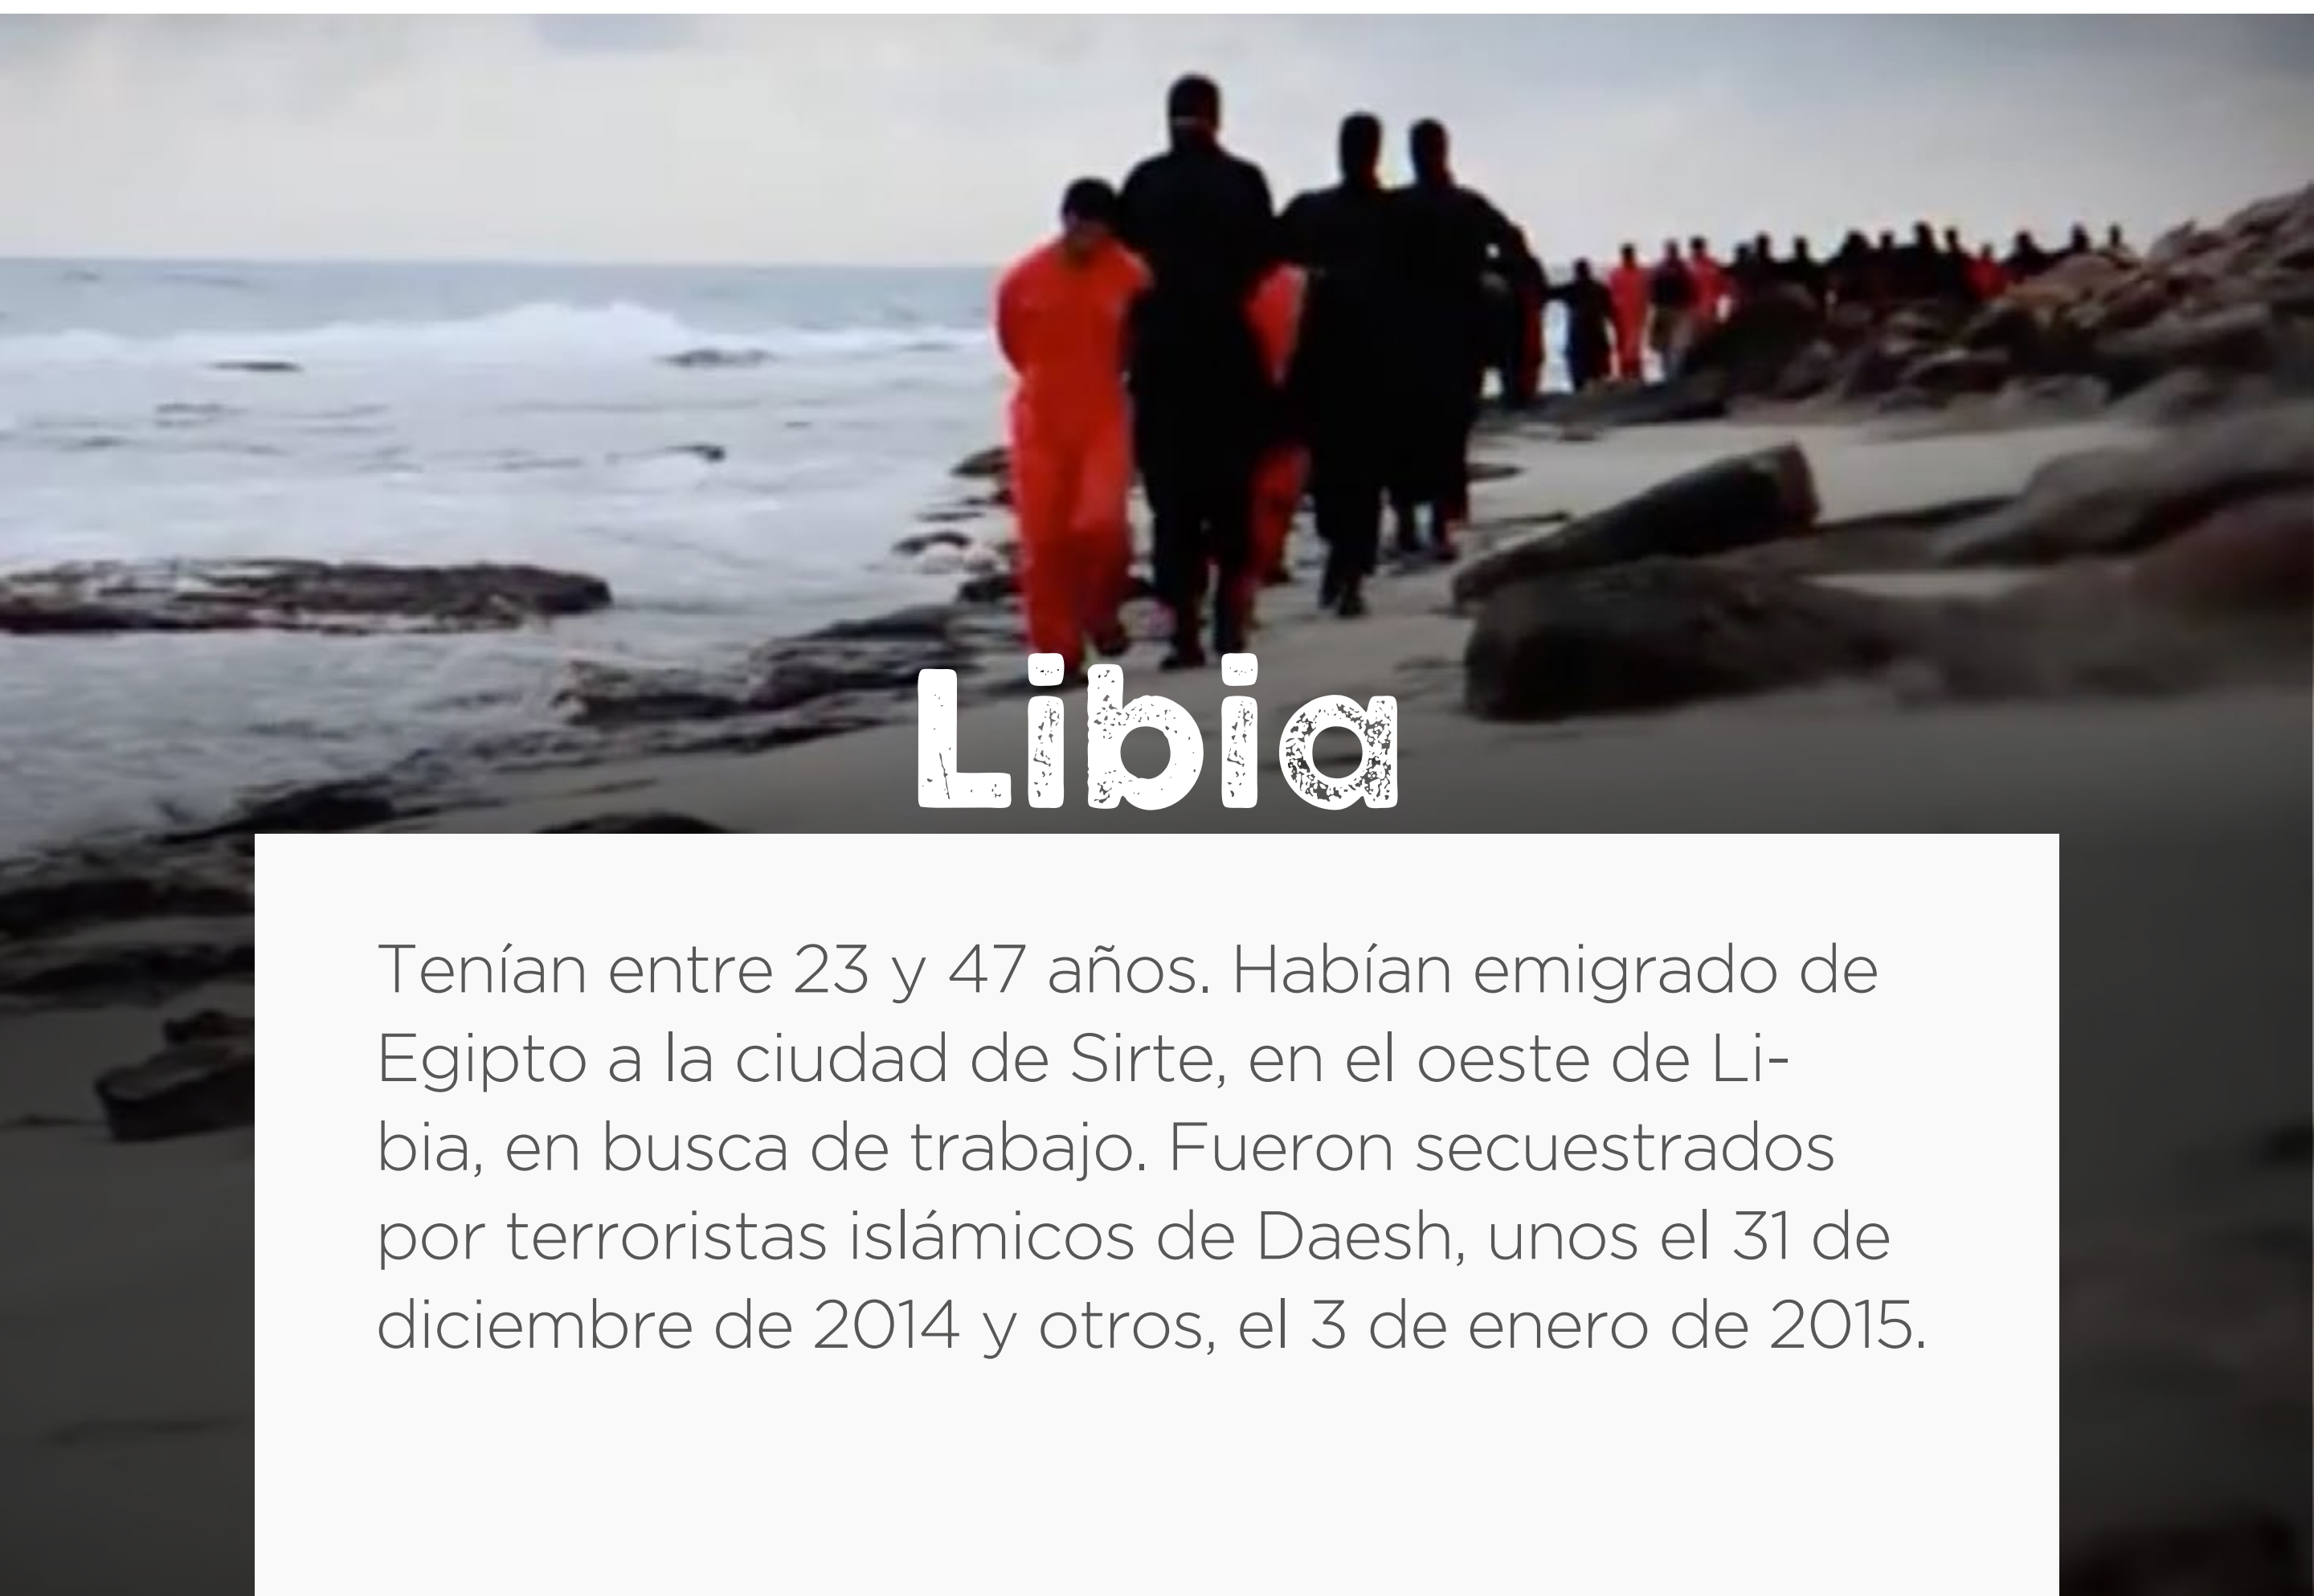 Libia
Tenían entre 23 y 47 años. Habían emigrado de
Egipto a la ciudad de Sirte, en el oeste de Li-
bia, en busca de trabajo. Fueron secuestrados
por terroristas islámicos de Daesh, unos el 31 de
diciembre de 2014 y otros, el 3 de enero de 2015.